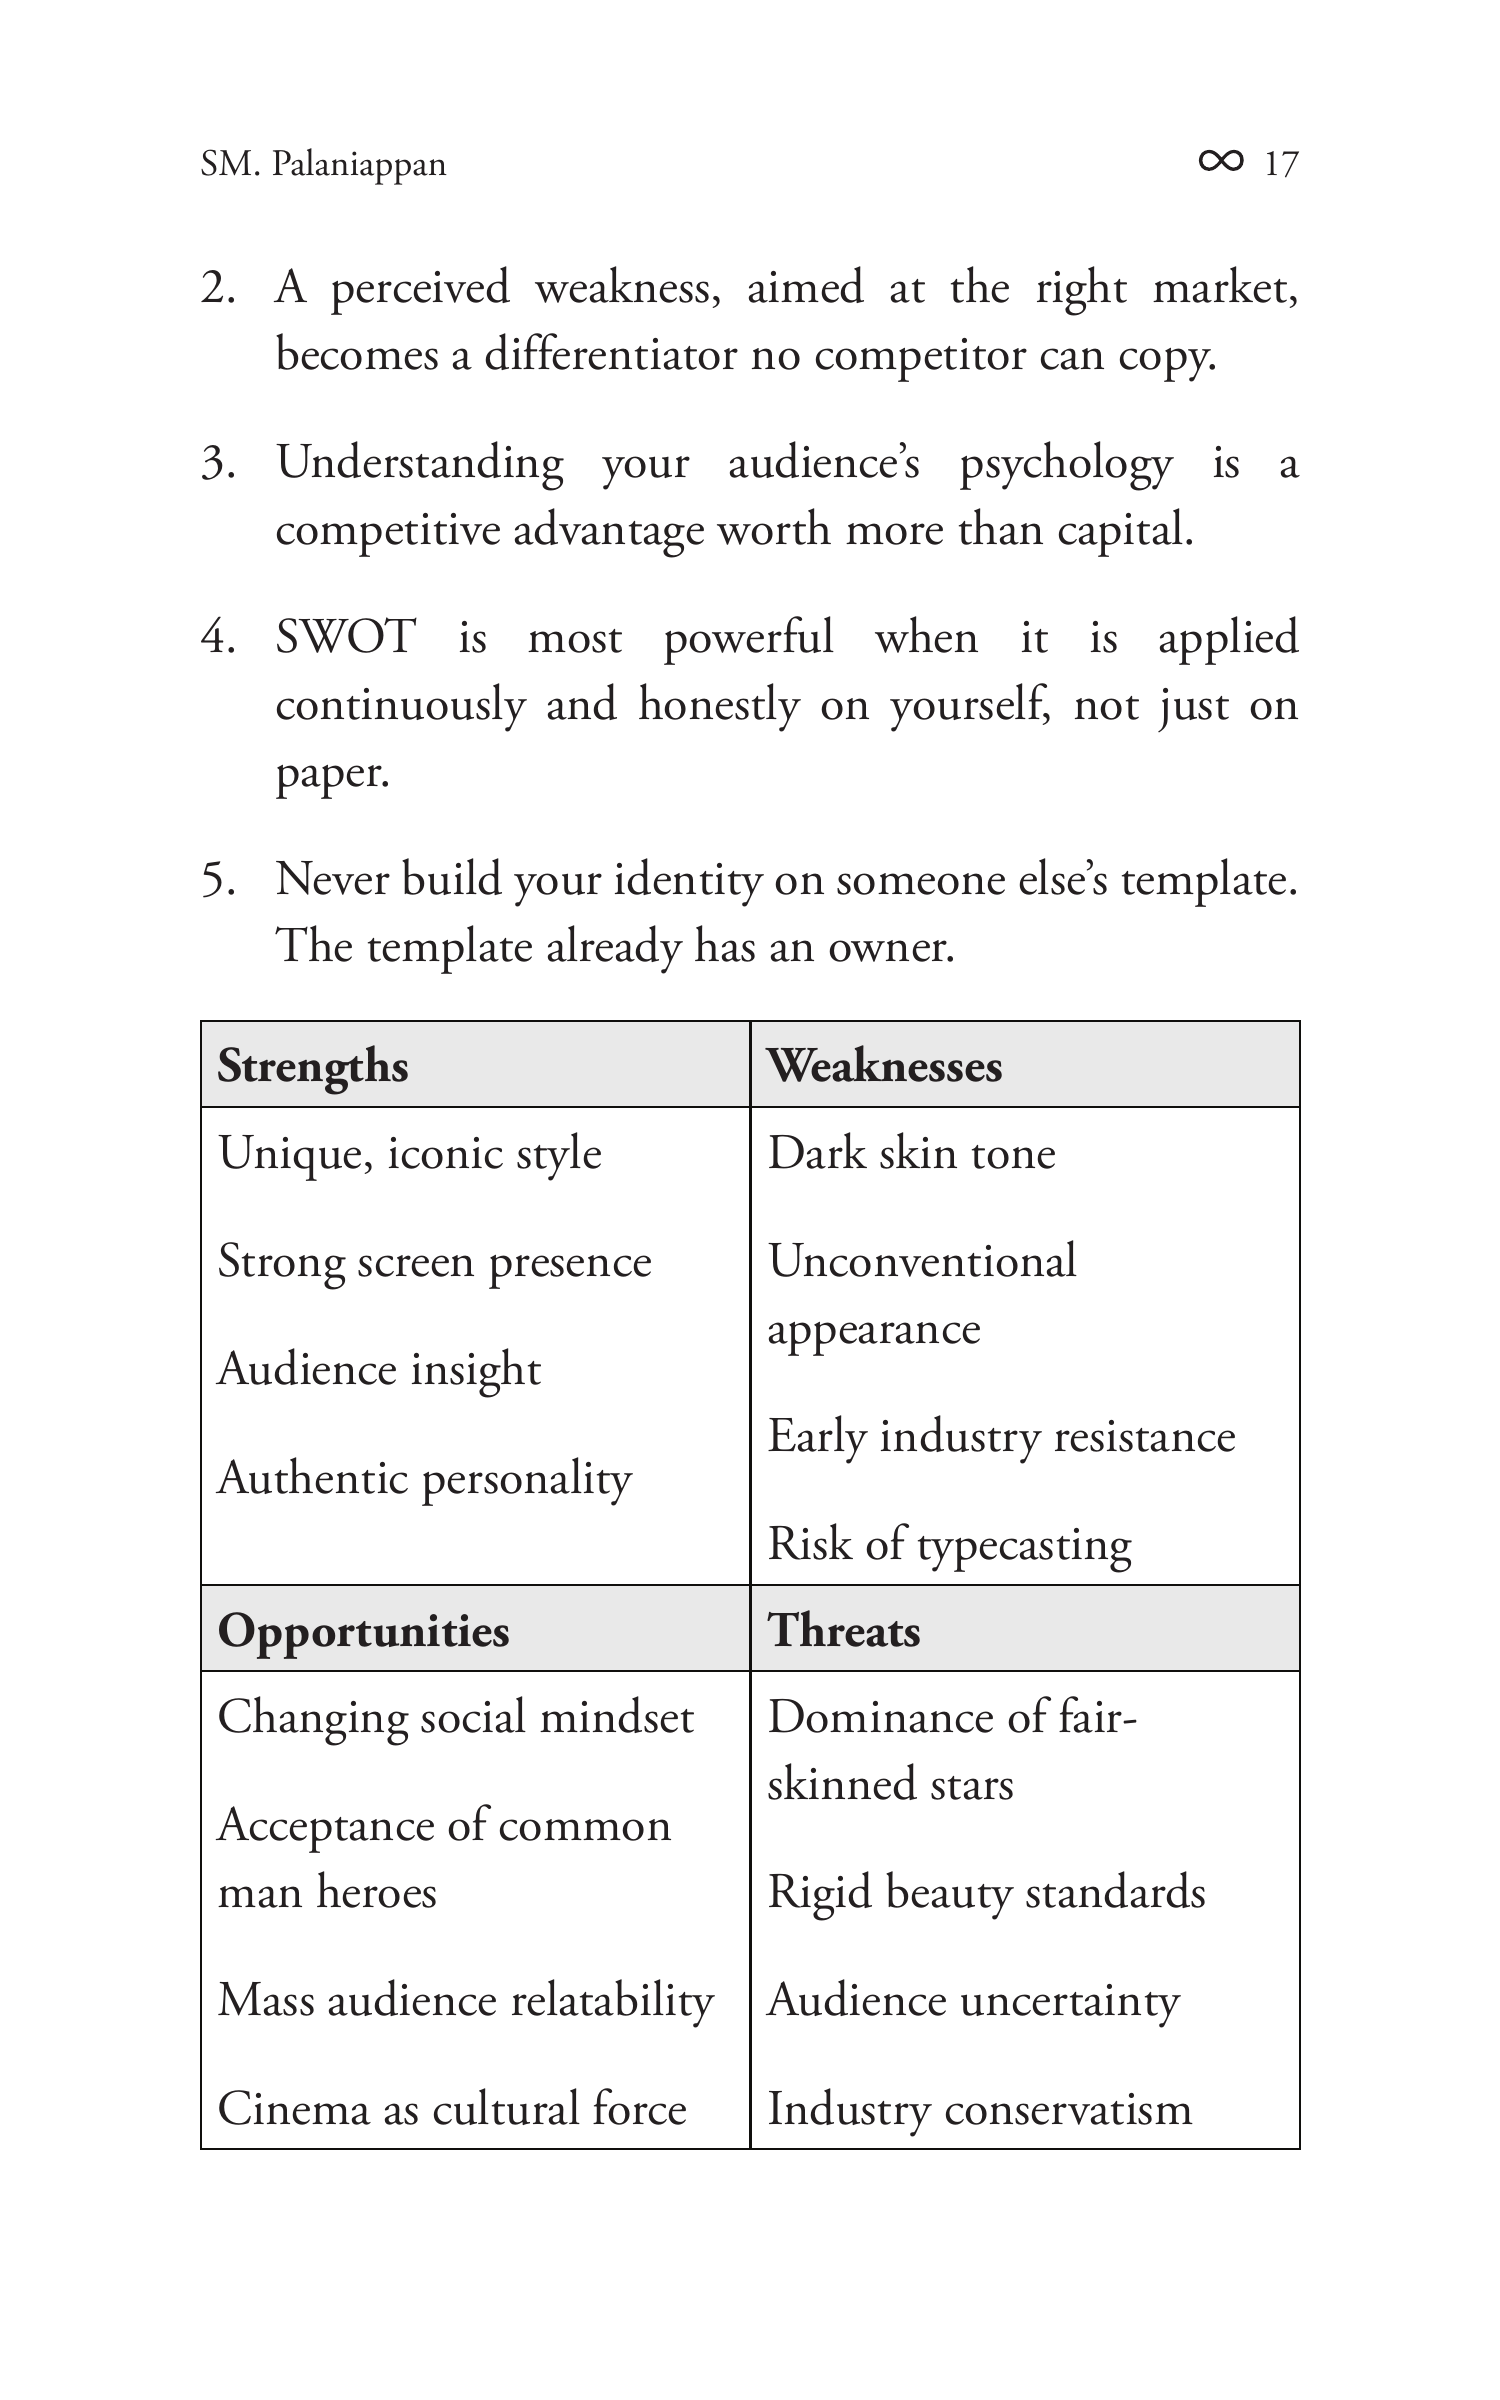 SM. Palaniappan ∞ 17
2. A perceived weakness, aimed at the right market,
becomes a differentiator no competitor can copy.
3. Understanding your audience’s psychology is a
competitive advantage worth more than capital.
4. SWOT is most powerful when it is applied
continuously and honestly on yourself, not just on
paper.
5. Never build your identity on someone else’s template.
The template already has an owner.
Strengths
Unique, iconic style
Strong screen presence
Audience insight
Authentic personality
Weaknesses
Dark skin tone
Unconventional
appearance
Early industry resistance
Risk of typecasting
Opportunities
Changing social mindset
Acceptance of common
man heroes
Mass audience relatability
Cinema as cultural force
Threats
Dominance of fair-
skinned stars
Rigid beauty standards
Audience uncertainty
Industry conservatism